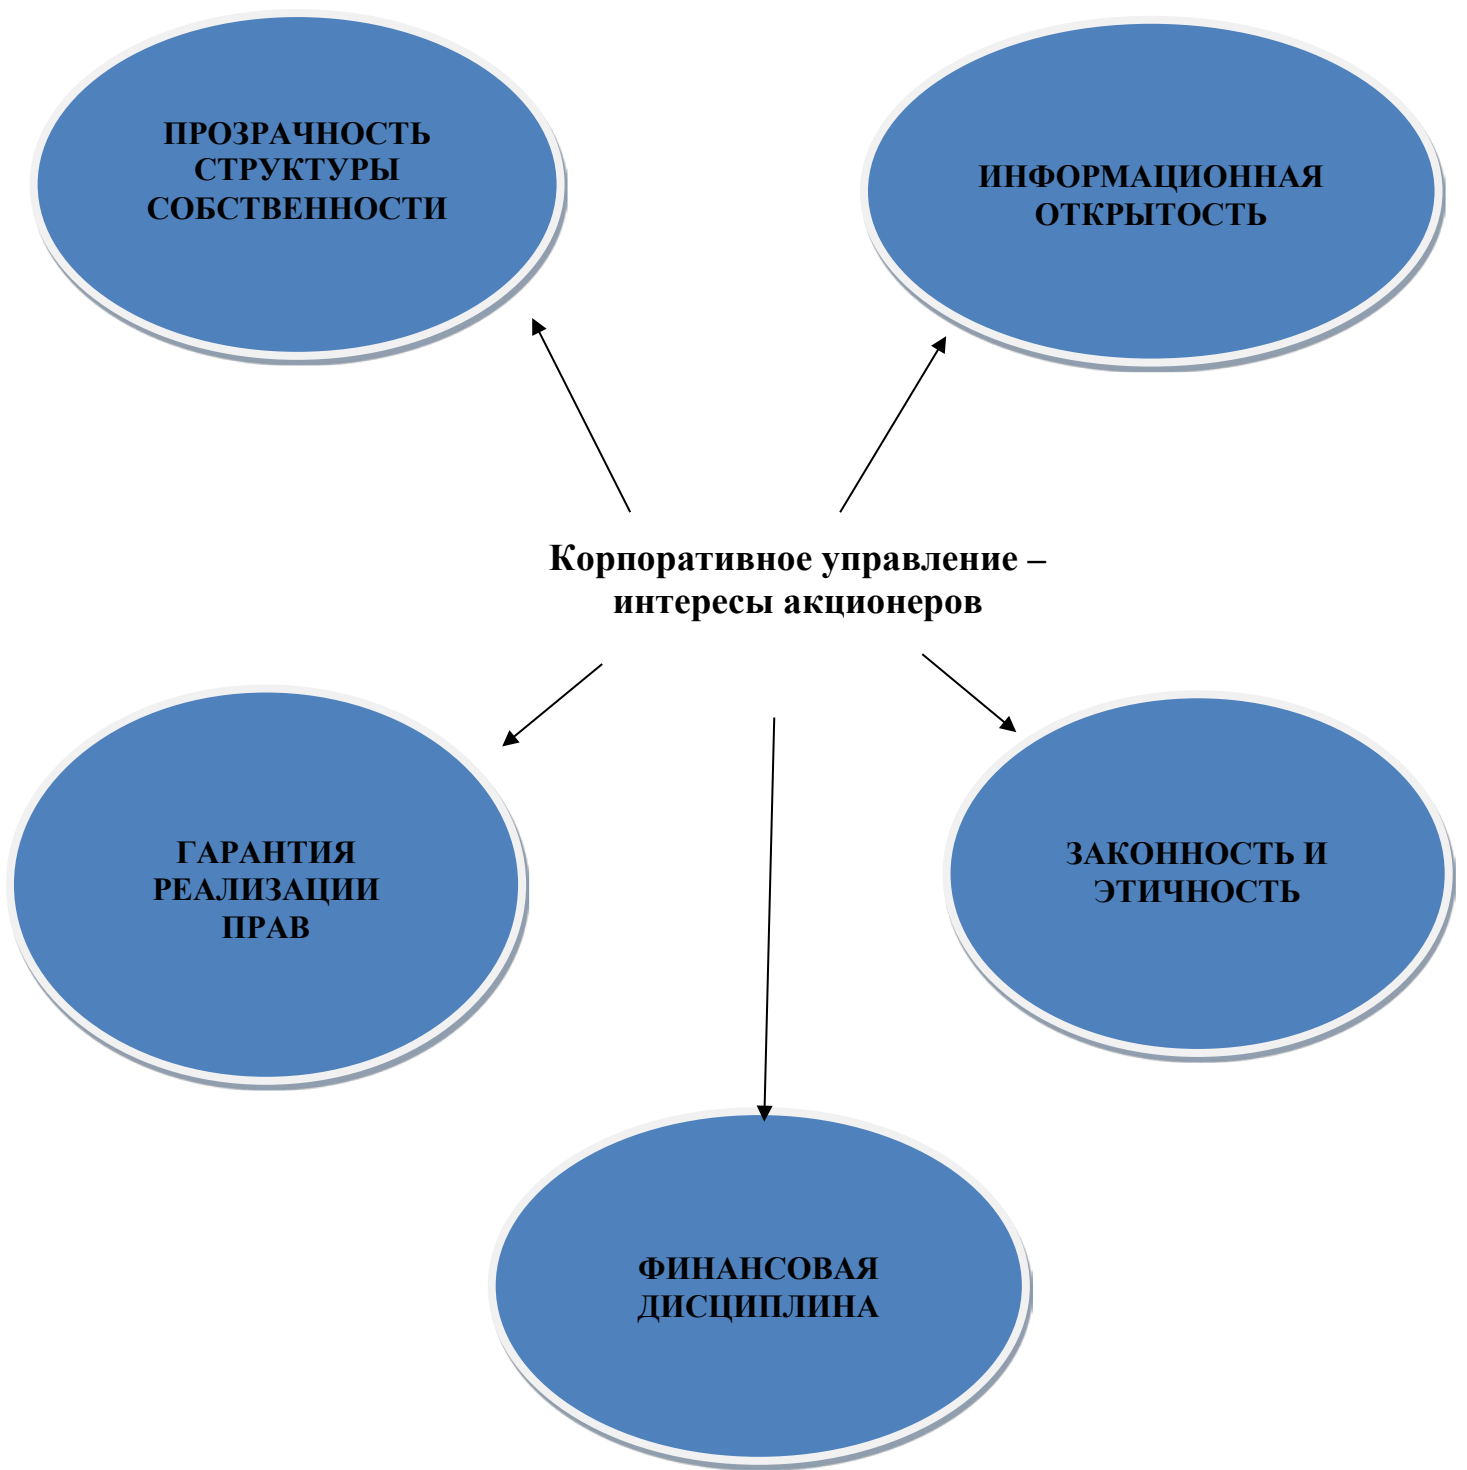 ПРОЗРАЧНОСТЬ
СТРУКТУРЫ
СОБСТВЕННОСТИ
ИНФОРМАЦИОННАЯ
ОТКРЫТОСТЬ
Корпоративное управление –
интересы акционеров
ГАРАНТИЯ
РЕАЛИЗАЦИИ
ПРАВ
ЗАКОННОСТЬ И
ЭТИЧНОСТЬ
ФИНАНСОВАЯ
ДИСЦИПЛИНА